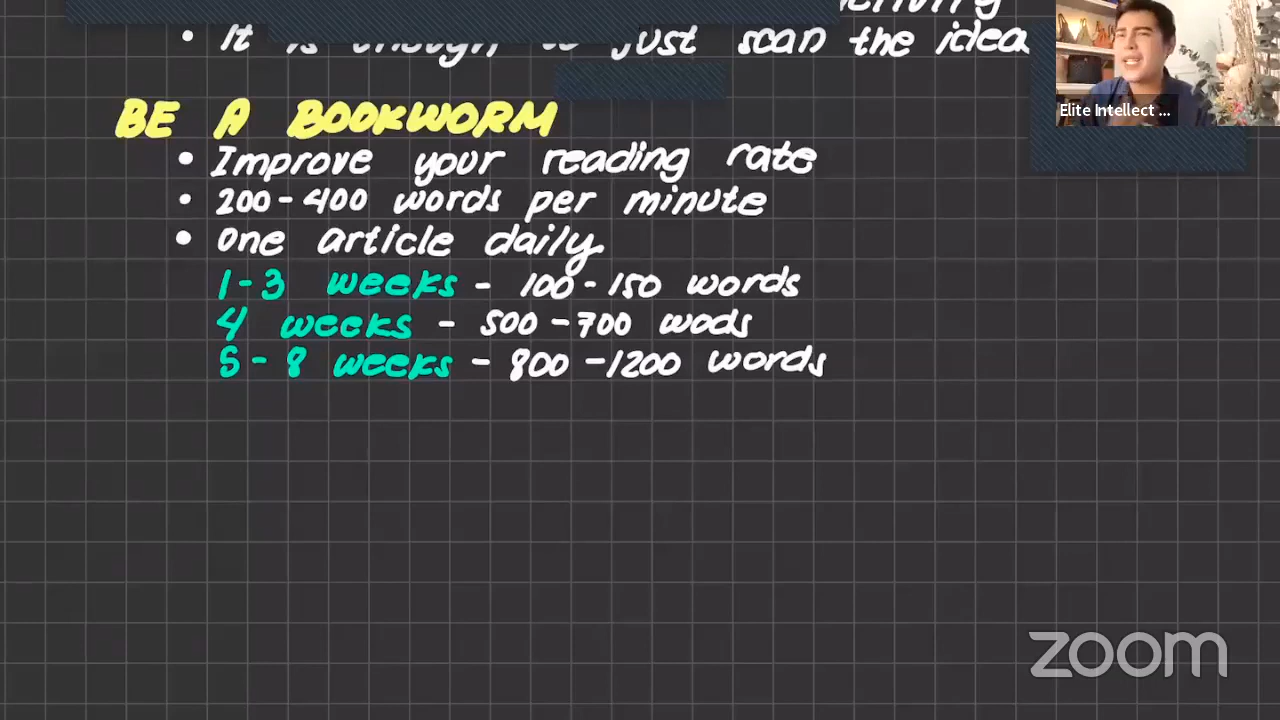 • It is enough to just scan the idea
Elite Intellect ...
BE A BOOKWORM
• Improve your reading rate
• 200-400 words per minute
• One article daily
1-3 weeks - 100-150 words
4 weeks - 500-700 wods
5-8 weeks - 800-1200 words
zoom